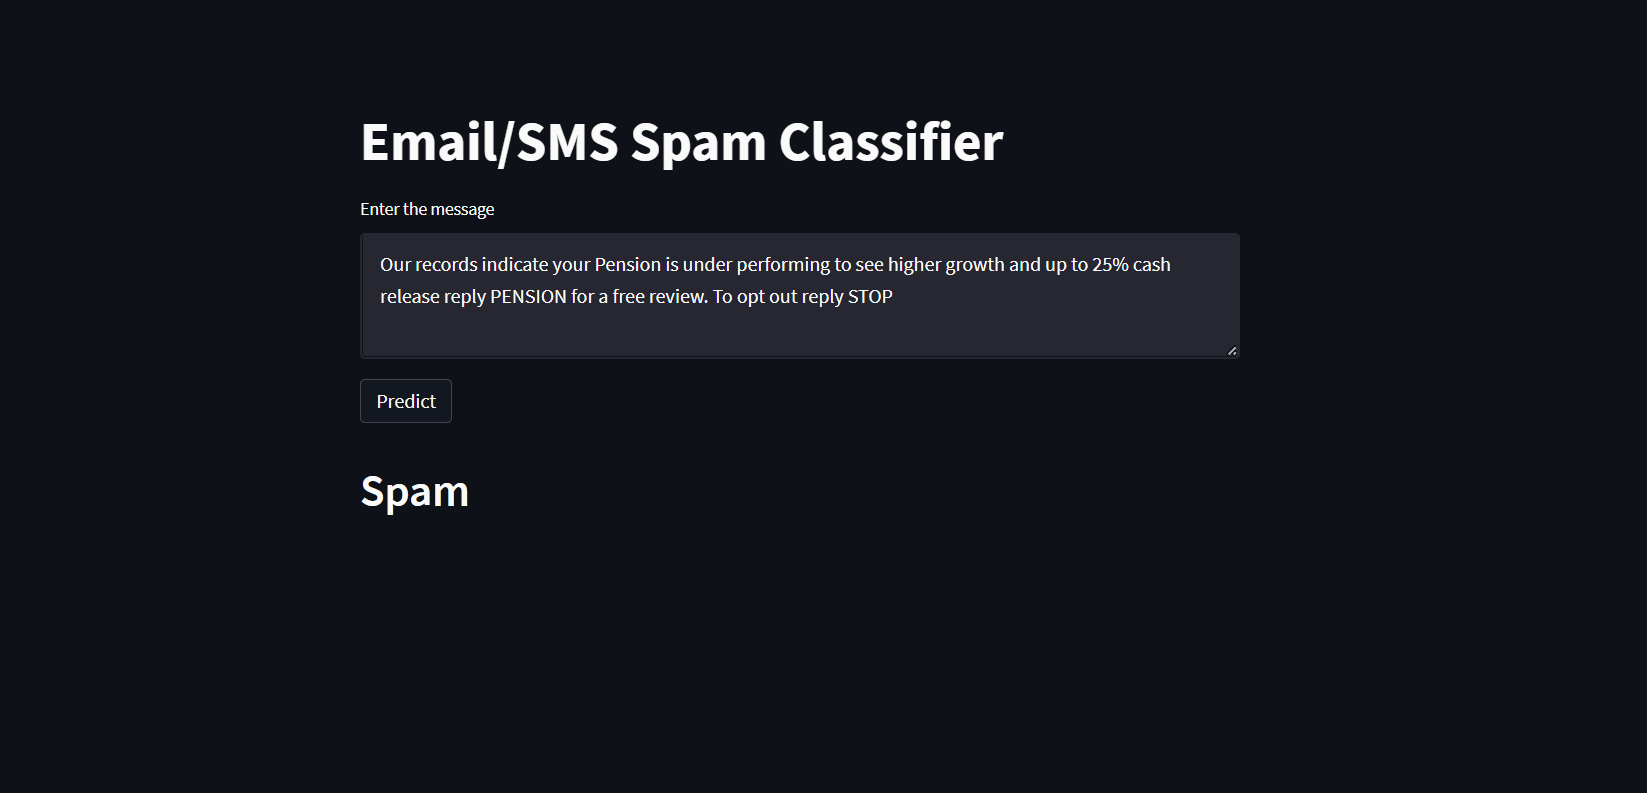 Email/SMS Spam Classifier
Enter the message
Our records indicate your Pension is under performing to see higher growth and up to 25% cash
release reply PENSION for a free review. To opt out reply STOP
Predict
Spam